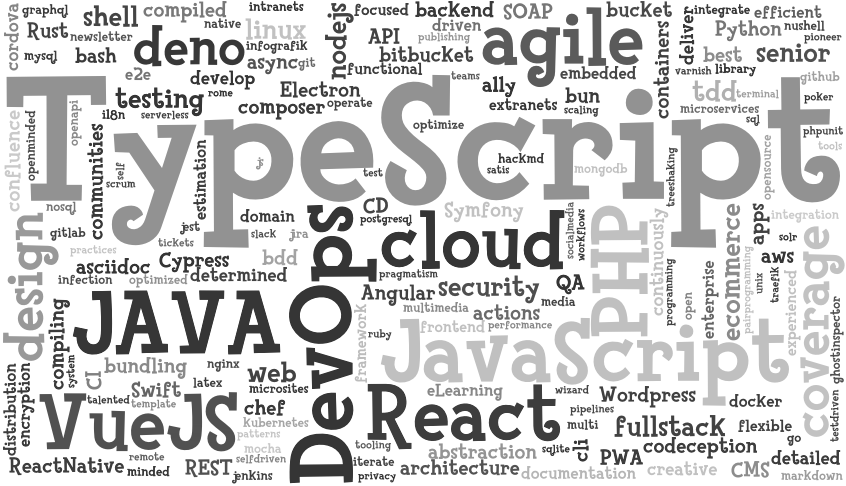 graphql
cordova
Rust
shell
compiled
native
intranets
newsletter
mysql
bash
deno
linux
infografik
async
git
nodejs
focused
backend
SOAP
driven
publishing
API
bitbucket
functional
agile
bucket
integrate
efficient
deliver
Python
nushell
pioneer
best
senior
varnish
library
containers
e2e
develop
rome
Electron
testing
composer
operate
serverless
il8n
teams
ally
embedded
extranets
bun
scaling
tdd
terminal
github
poker
microservices
sql
phpunit
tools
confluence
openminded
openapi
TypeScript
optimize
hacKmd
satis
mongodb
treeshaking
opensource
communities
self
scrum
estimation
test
nosql
gitlab
jest
domain
slack
jra
tickets
practices
CD
postgresql
Symfony
socialmedia
workflows
PHP
continuously
apps
integration
solr
design
asciidoc
Cypress
bdd
infection
optimized
determined
DevOps
cloud
pragmatism
security
QA
media
Angular
multimedia
actions
frontend
performance
programming
open
enterprise
ecommerce
pairprogramming
unix
aws
traefik
experienced
coverage
ghostinspector
testdriven
JAVA
compiling
system
ruby
framework
JavaScript
bundling
nginx
web
microsites
CI
Swift
latex
talented
template
distribution
encryption
VueJS
chef
Kubernetes
patterns
mocha
selfdriven
ReactNative
remote
minded
REST
jenkins
React
eLearning
wizard
pipelines
multi
Wordpress
docKer
fullstack
flexible
go
tooling
iterate
privacy
abstraction
architecture
sqlite
cli
PWA
codeception
detailed
documentation
creative
CMS
markdown